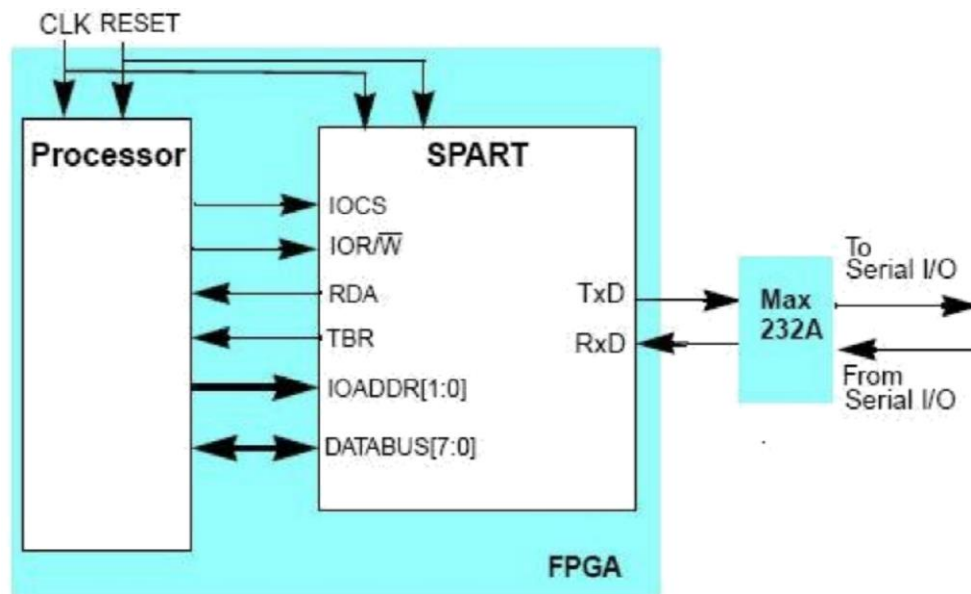 CLK RESET
Processor
SPART
IOCS
IOR/W̅
RDA
TBR
IOADDR[1:0]
DATABUS[7:0]
TxD
RxD
Max
232A
To
Serial I/O
From
Serial I/O
FPGA